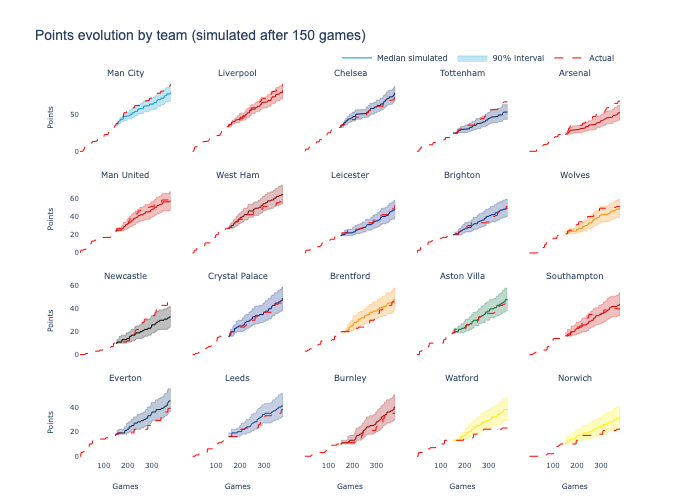 Points evolution by team (simulated after 150 games)
Median simulated 90% interval Actual
Man City Liverpool Chelsea Tottenham Arsenal
Points
50
0
Man United West Ham Leicester Brighton Wolves
Points
60
40
20
0
Newcastle Crystal Palace Brentford Aston Villa Southampton
Points
60
40
20
0
Everton Leeds Burnley Watford Norwich
Points
40
20
0
100 200 300 100 200 300 100 200 300 100 200 300 100 200 300
Games Games Games Games Games